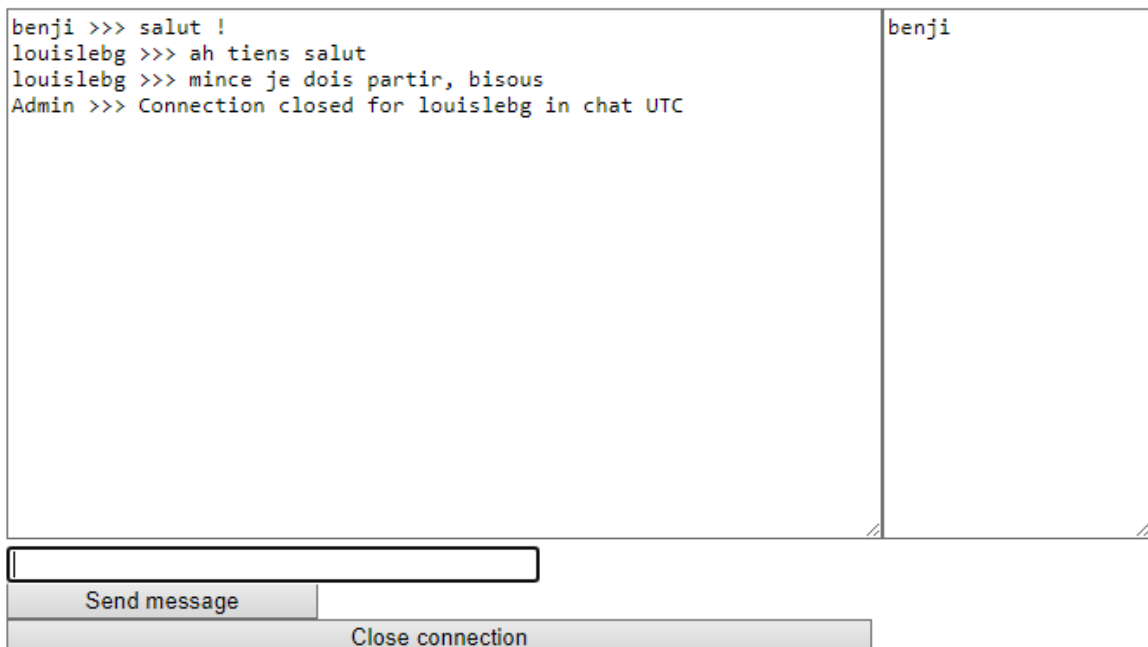 benji >>> salut !
louislebg >>> ah tiens salut
louislebg >>> mince je dois partir, bisous
Admin >>> Connection closed for louislebg in chat UTC
benji
Send message
Close connection